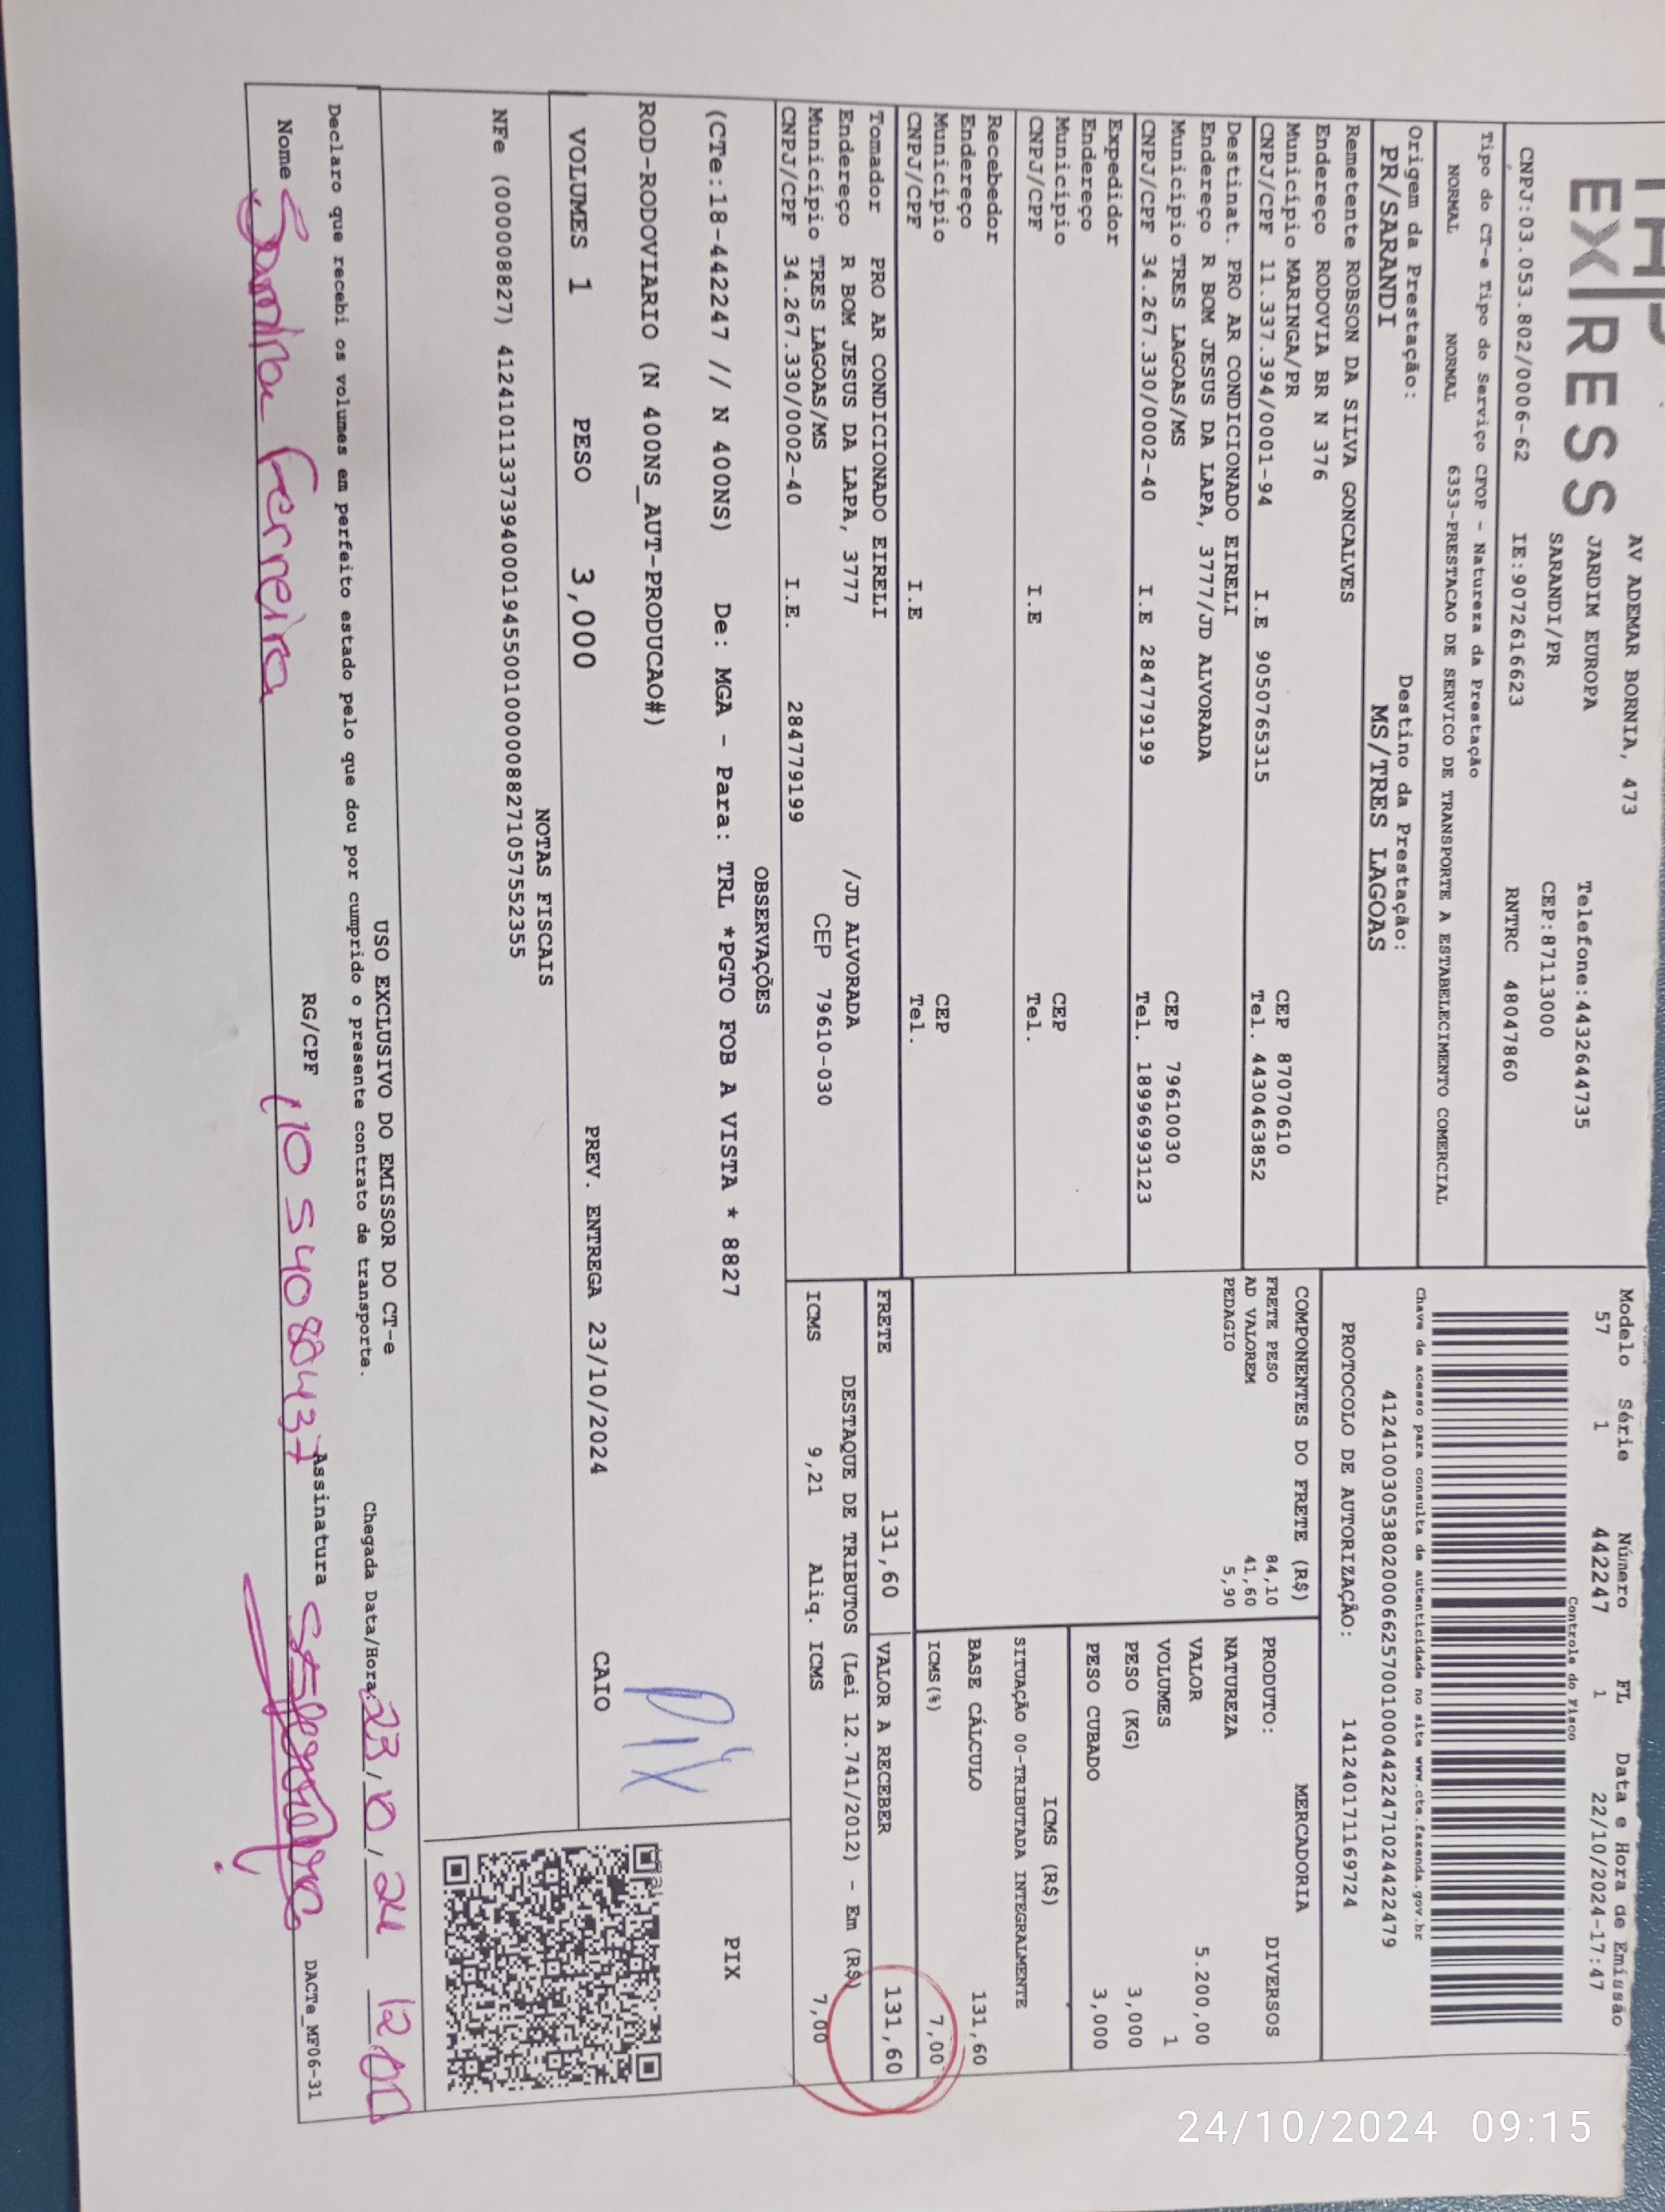 EXPRESS
AV ADEMAR BORNIA, 473
JARDIM EUROPA
Telefone:4432644735
SARANDI/PR
CEP:87113000
CNPJ:03.053.802/0006-62 IE:9072616623 RNTRC 48047860
Modelo Série Número FL Data e Hora de Emissão
57 1 442247 1 22/10/2024-17:47
Controle do Fisco
Tipo do CT-e Tipo do Serviço CFOP - Natureza da Prestação
NORMAL NORMAL 6353-PRESTACAO DE SERVICO DE TRANSPORTE A ESTABELECIMENTO COMERCIAL
Chave de acesso para consulta de autenticidade no site www.cte.fazenda.gov.br
41241003053802000662570010004422471024422479
Origem da Prestação: Destino da Prestação:
PR/SARANDI MS/TRES LAGOAS
PROTOCOLO DE AUTORIZAÇÃO: 141240171169724
Remetente ROBSON DA SILVA GONCALVES
Endereço RODOVIA BR N 376
Município MARINGA/PR CEP 87070610
CNPJ/CPF 11.337.394/0001-94 I.E 9050765315 Tel. 4430463852
Destinat. PRO AR CONDICIONADO EIRELI
Endereço R BOM JESUS DA LAPA, 3777/JD ALVORADA
Município TRES LAGOAS/MS CEP 79610030
CNPJ/CPF 34.267.330/0002-40 I.E 284779199 Tel. 18996993123
Expedidor
Endereço
Município CEP
CNPJ/CPF I.E Tel.
Recebedor
Endereço
Município CEP
CNPJ/CPF I.E Tel.
Tomador PRO AR CONDICIONADO EIRELI
Endereço R BOM JESUS DA LAPA, 3777 /JD ALVORADA
Município TRES LAGOAS/MS CEP 79610-030
CNPJ/CPF 34.267.330/0002-40 I.E. 284779199
COMPONENTES DO FRETE (R$)
FRETE PESO 84,10
AD VALOREM 41,60
PEDAGIO 5,90
MERCADORIA
PRODUTO: DIVERSOS
NATUREZA
VALOR 5.200,00
VOLUMES 1
PESO (KG) 3,000
PESO CUBADO 3,000
ICMS (R$)
SITUAÇÃO 00-TRIBUTADA INTEGRALMENTE
BASE CÁLCULO 131,60
ICMS(%) 7,00
FRETE 131,60 VALOR A RECEBER 131,60
DESTAQUE DE TRIBUTOS (Lei 12.741/2012) - Em (R$)
ICMS 9,21 Aliq. ICMS 7,00
OBSERVAÇÕES
(CTe:18-442247 // N 400NS) De: MGA - Para: TRL *PGTO FOB A VISTA * 8827
ROD-RODOVIARIO (N 400NS_AUT-PRODUCAO#)
Pix
PIX
VOLUMES 1 PESO 3,000 PREV. ENTREGA 23/10/2024 CAIO
NOTAS FISCAIS
NFe (000008827) 41241011337394000194550010000088271057552355
USO EXCLUSIVO DO EMISSOR DO CT-e
Declaro que recebi os volumes em perfeito estado pelo que dou por cumprido o presente contrato de transporte.
Chegada Data/Hora: 23/10/24 12:00
Nome Sandra Ferreira RG/CPF 10540884437 Assinatura
DACTe_MF06-31
24/10/2024 09:15